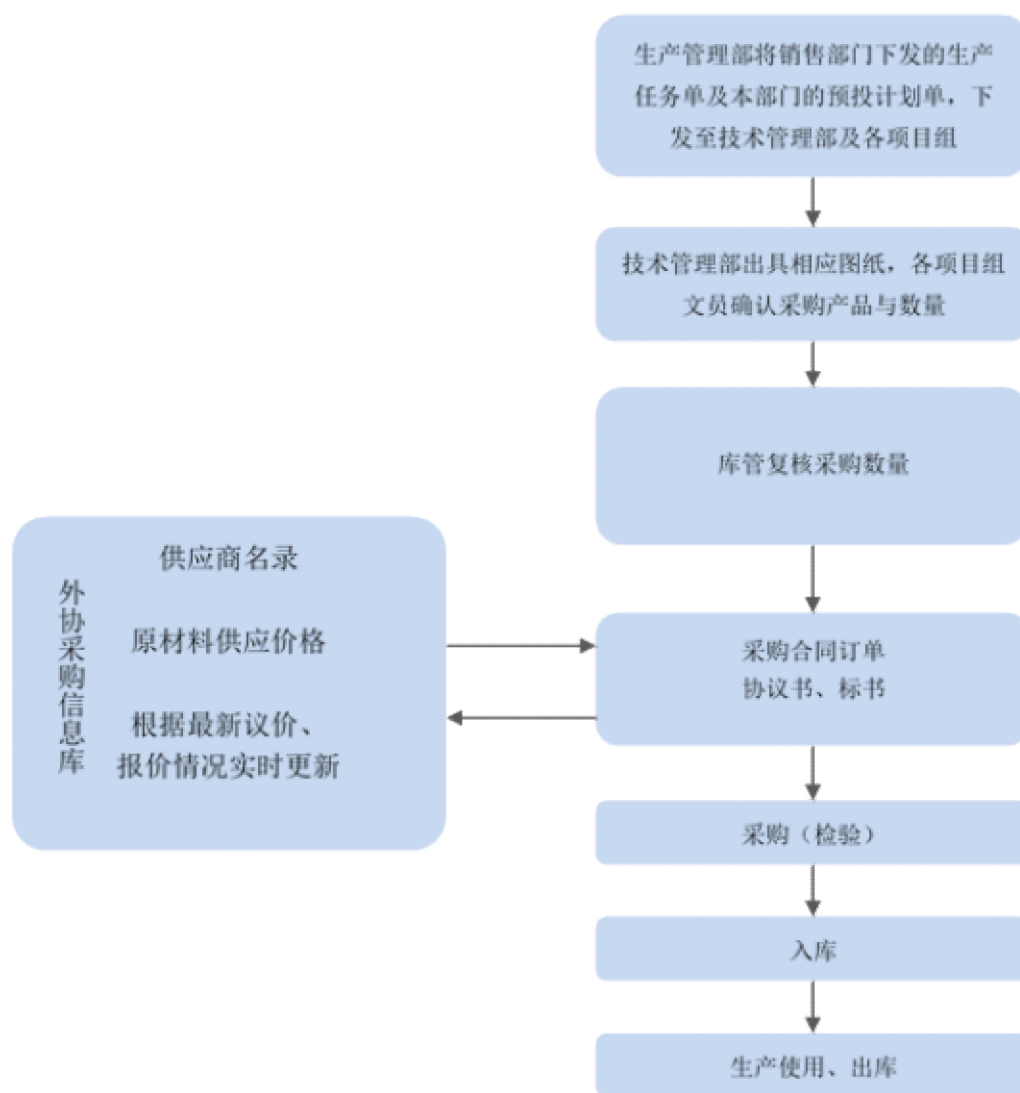 生产管理部将销售部门下发的生产
任务单及本部门的预投计划单，下
发至技术管理部及各项目组
技术管理部出具相应图纸，各项目组
文员确认采购产品与数量
库管复核采购数量
外协采购信息库
供应商名录
原材料供应价格
根据最新议价、
报价情况实时更新
采购合同订单
协议书、标书
采购（检验）
入库
生产使用、出库